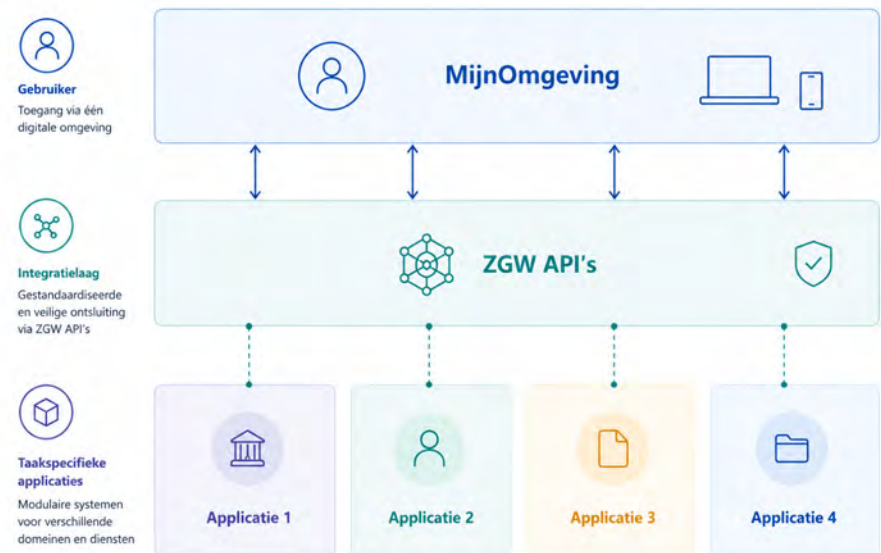 Gebruiker
Toegang via één
digitale omgeving
MijnOmgeving
Integratielaag
Gestandaardiseerde
en veilige ontsluiting
via ZGW API's
ZGW API's
Taakspecifieke
applicaties
Modulaire systemen
voor verschillende
domeinen en diensten
Applicatie 1
Applicatie 2
Applicatie 3
Applicatie 4